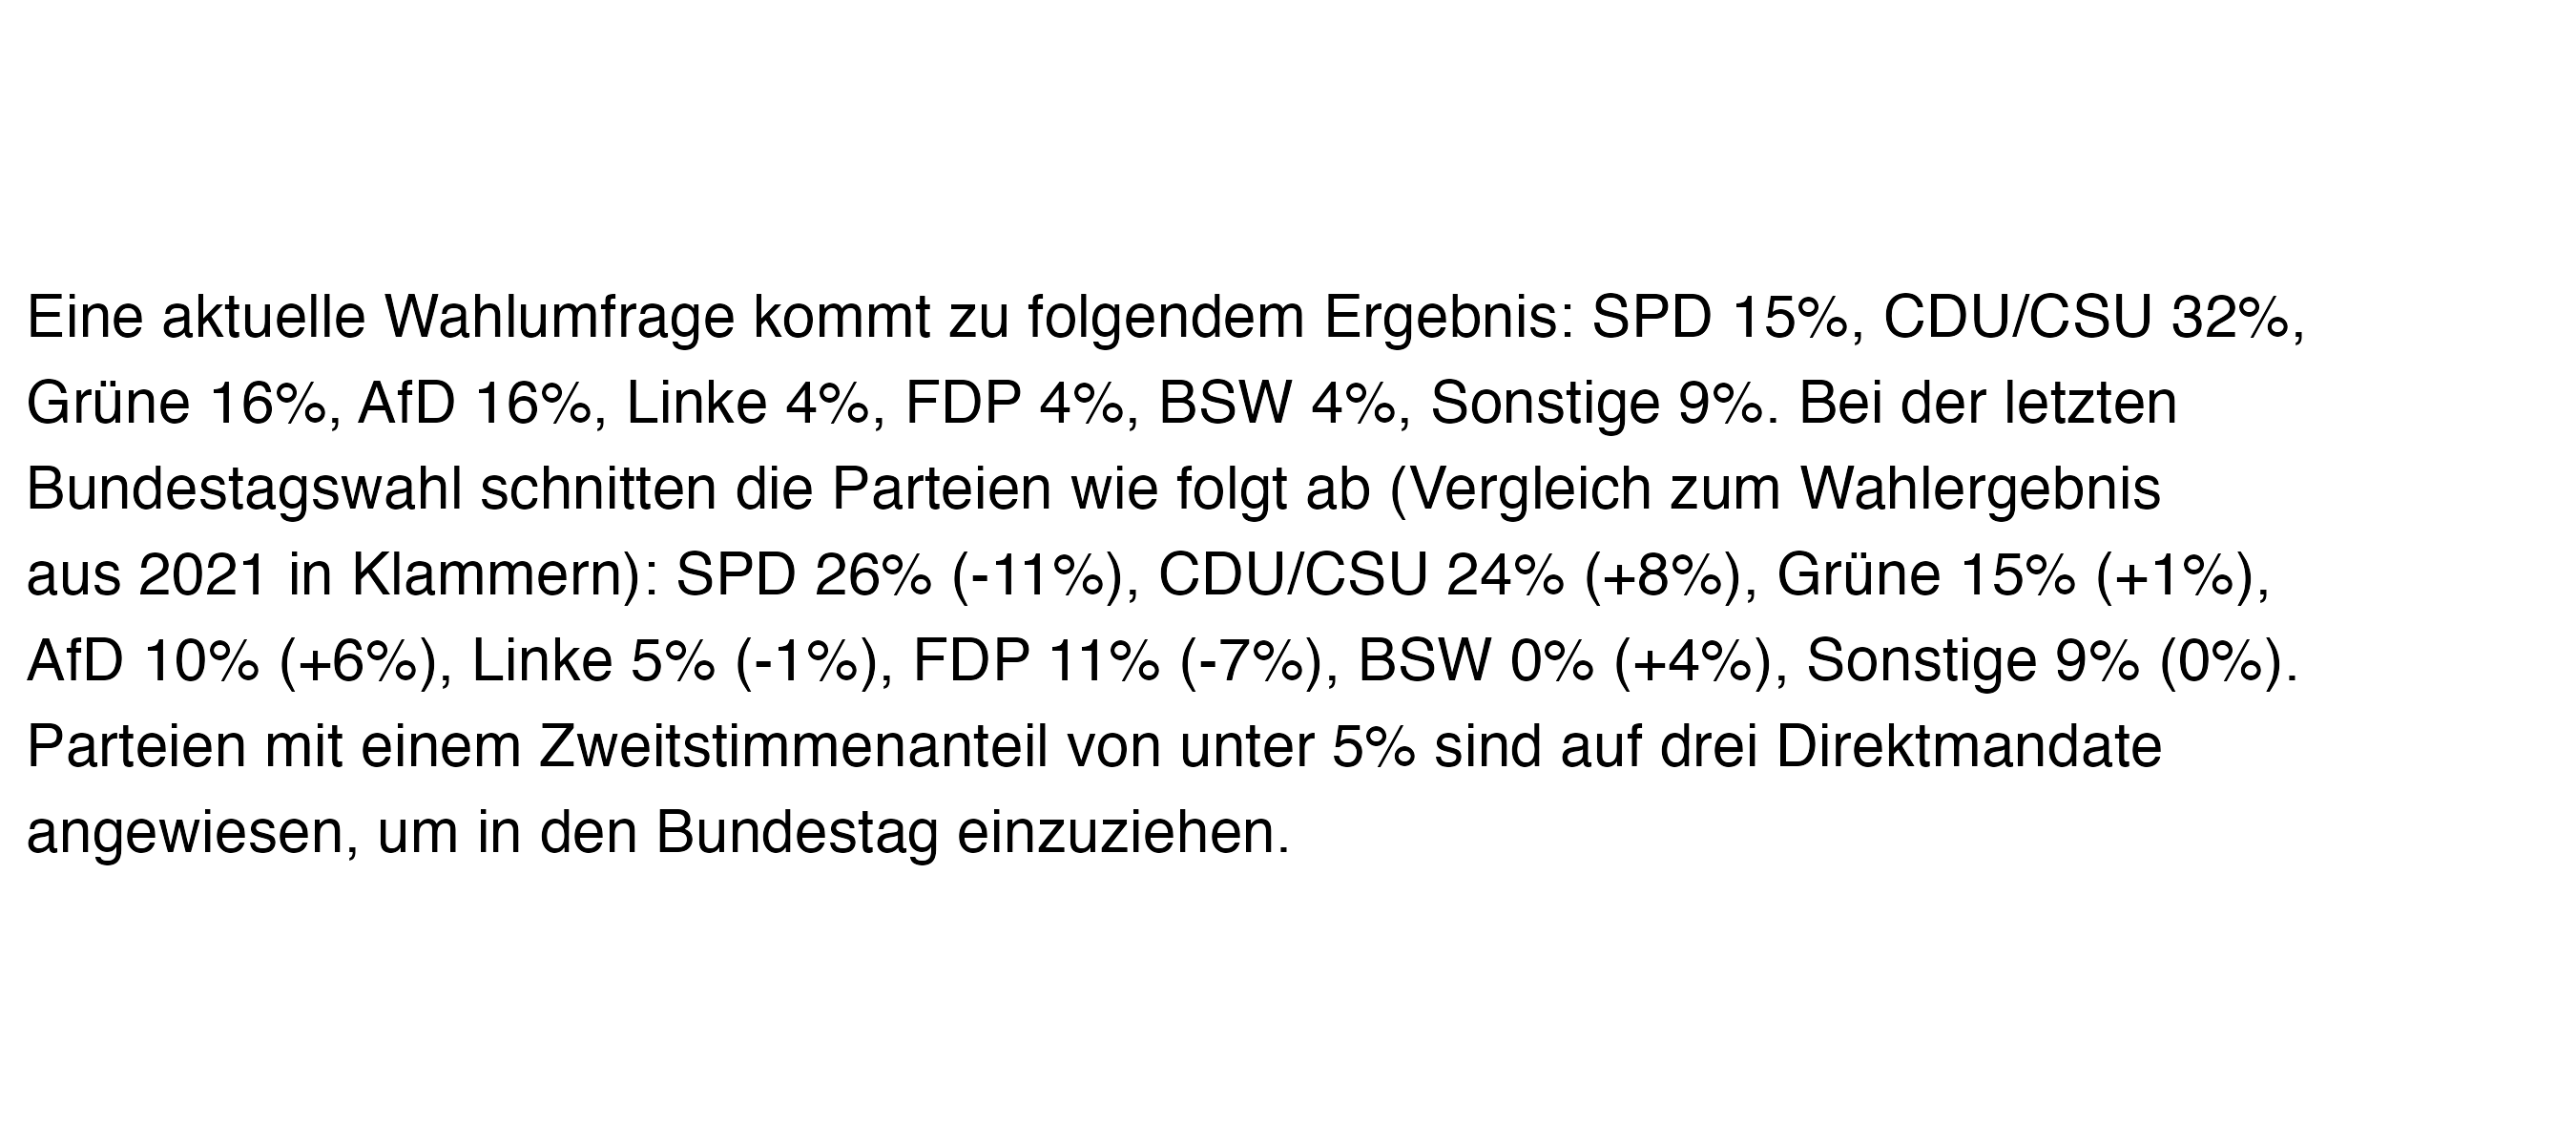 Eine aktuelle Wahlumfrage kommt zu folgendem Ergebnis: SPD 15%, CDU/CSU 32%,
Grüne 16%, AfD 16%, Linke 4%, FDP 4%, BSW 4%, Sonstige 9%. Bei der letzten
Bundestagswahl schnitten die Parteien wie folgt ab (Vergleich zum Wahlergebnis
aus 2021 in Klammern): SPD 26% (-11%), CDU/CSU 24% (+8%), Grüne 15% (+1%),
AfD 10% (+6%), Linke 5% (-1%), FDP 11% (-7%), BSW 0% (+4%), Sonstige 9% (0%).
Parteien mit einem Zweitstimmenanteil von unter 5% sind auf drei Direktmandate
angewiesen, um in den Bundestag einzuziehen.